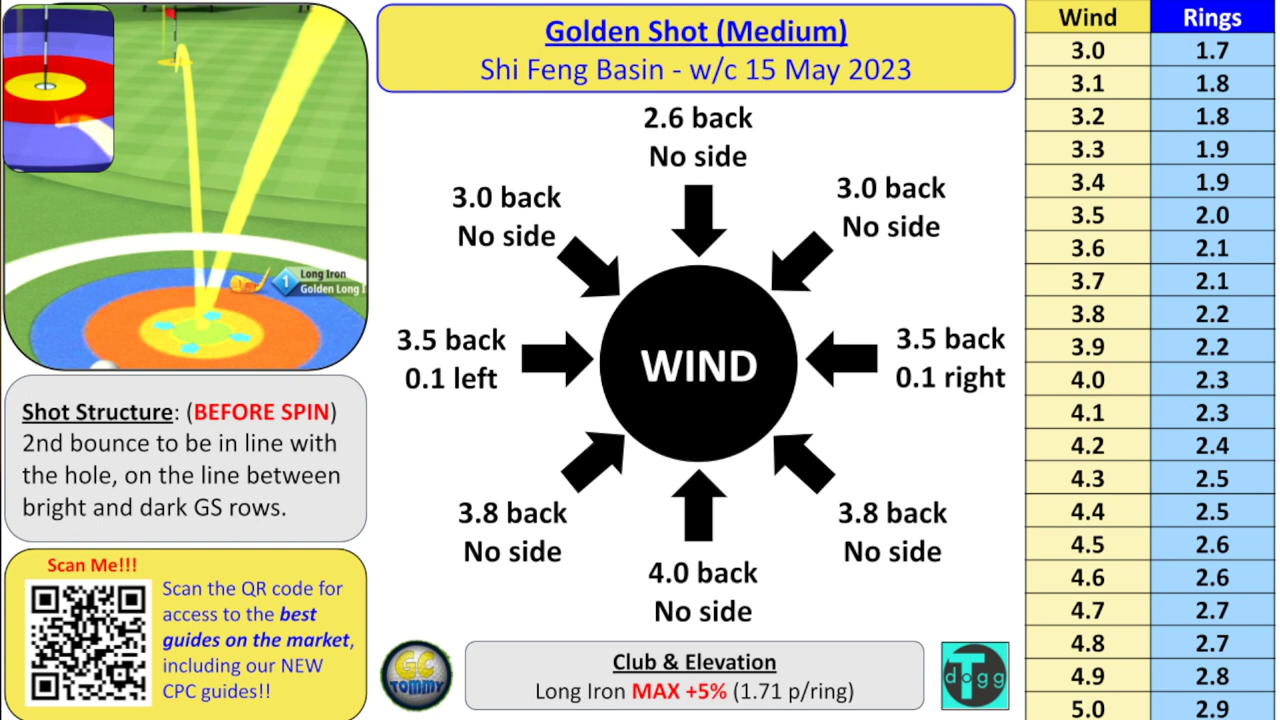 Golden Shot (Medium)
Shi Feng Basin - w/c 15 May 2023
1
Long Iron
Golden Long I
Shot Structure: (BEFORE SPIN)
2nd bounce to be in line with
the hole, on the line between
bright and dark GS rows.
Scan Me!!!
Scan the QR code for
access to the best
guides on the market,
including our NEW
CPC guides!!
2.6 back
No side
3.0 back
No side
3.0 back
No side
3.5 back
0.1 left
WIND
3.5 back
0.1 right
3.8 back
No side
3.8 back
No side
4.0 back
No side
GC
TOMMY
Club & Elevation
Long Iron MAX +5% (1.71 p/ring)
T
dogg
Wind Rings
3.0 1.7
3.1 1.8
3.2 1.8
3.3 1.9
3.4 1.9
3.5 2.0
3.6 2.1
3.7 2.1
3.8 2.2
3.9 2.2
4.0 2.3
4.1 2.3
4.2 2.4
4.3 2.5
4.4 2.5
4.5 2.6
4.6 2.6
4.7 2.7
4.8 2.7
4.9 2.8
5.0 2.9